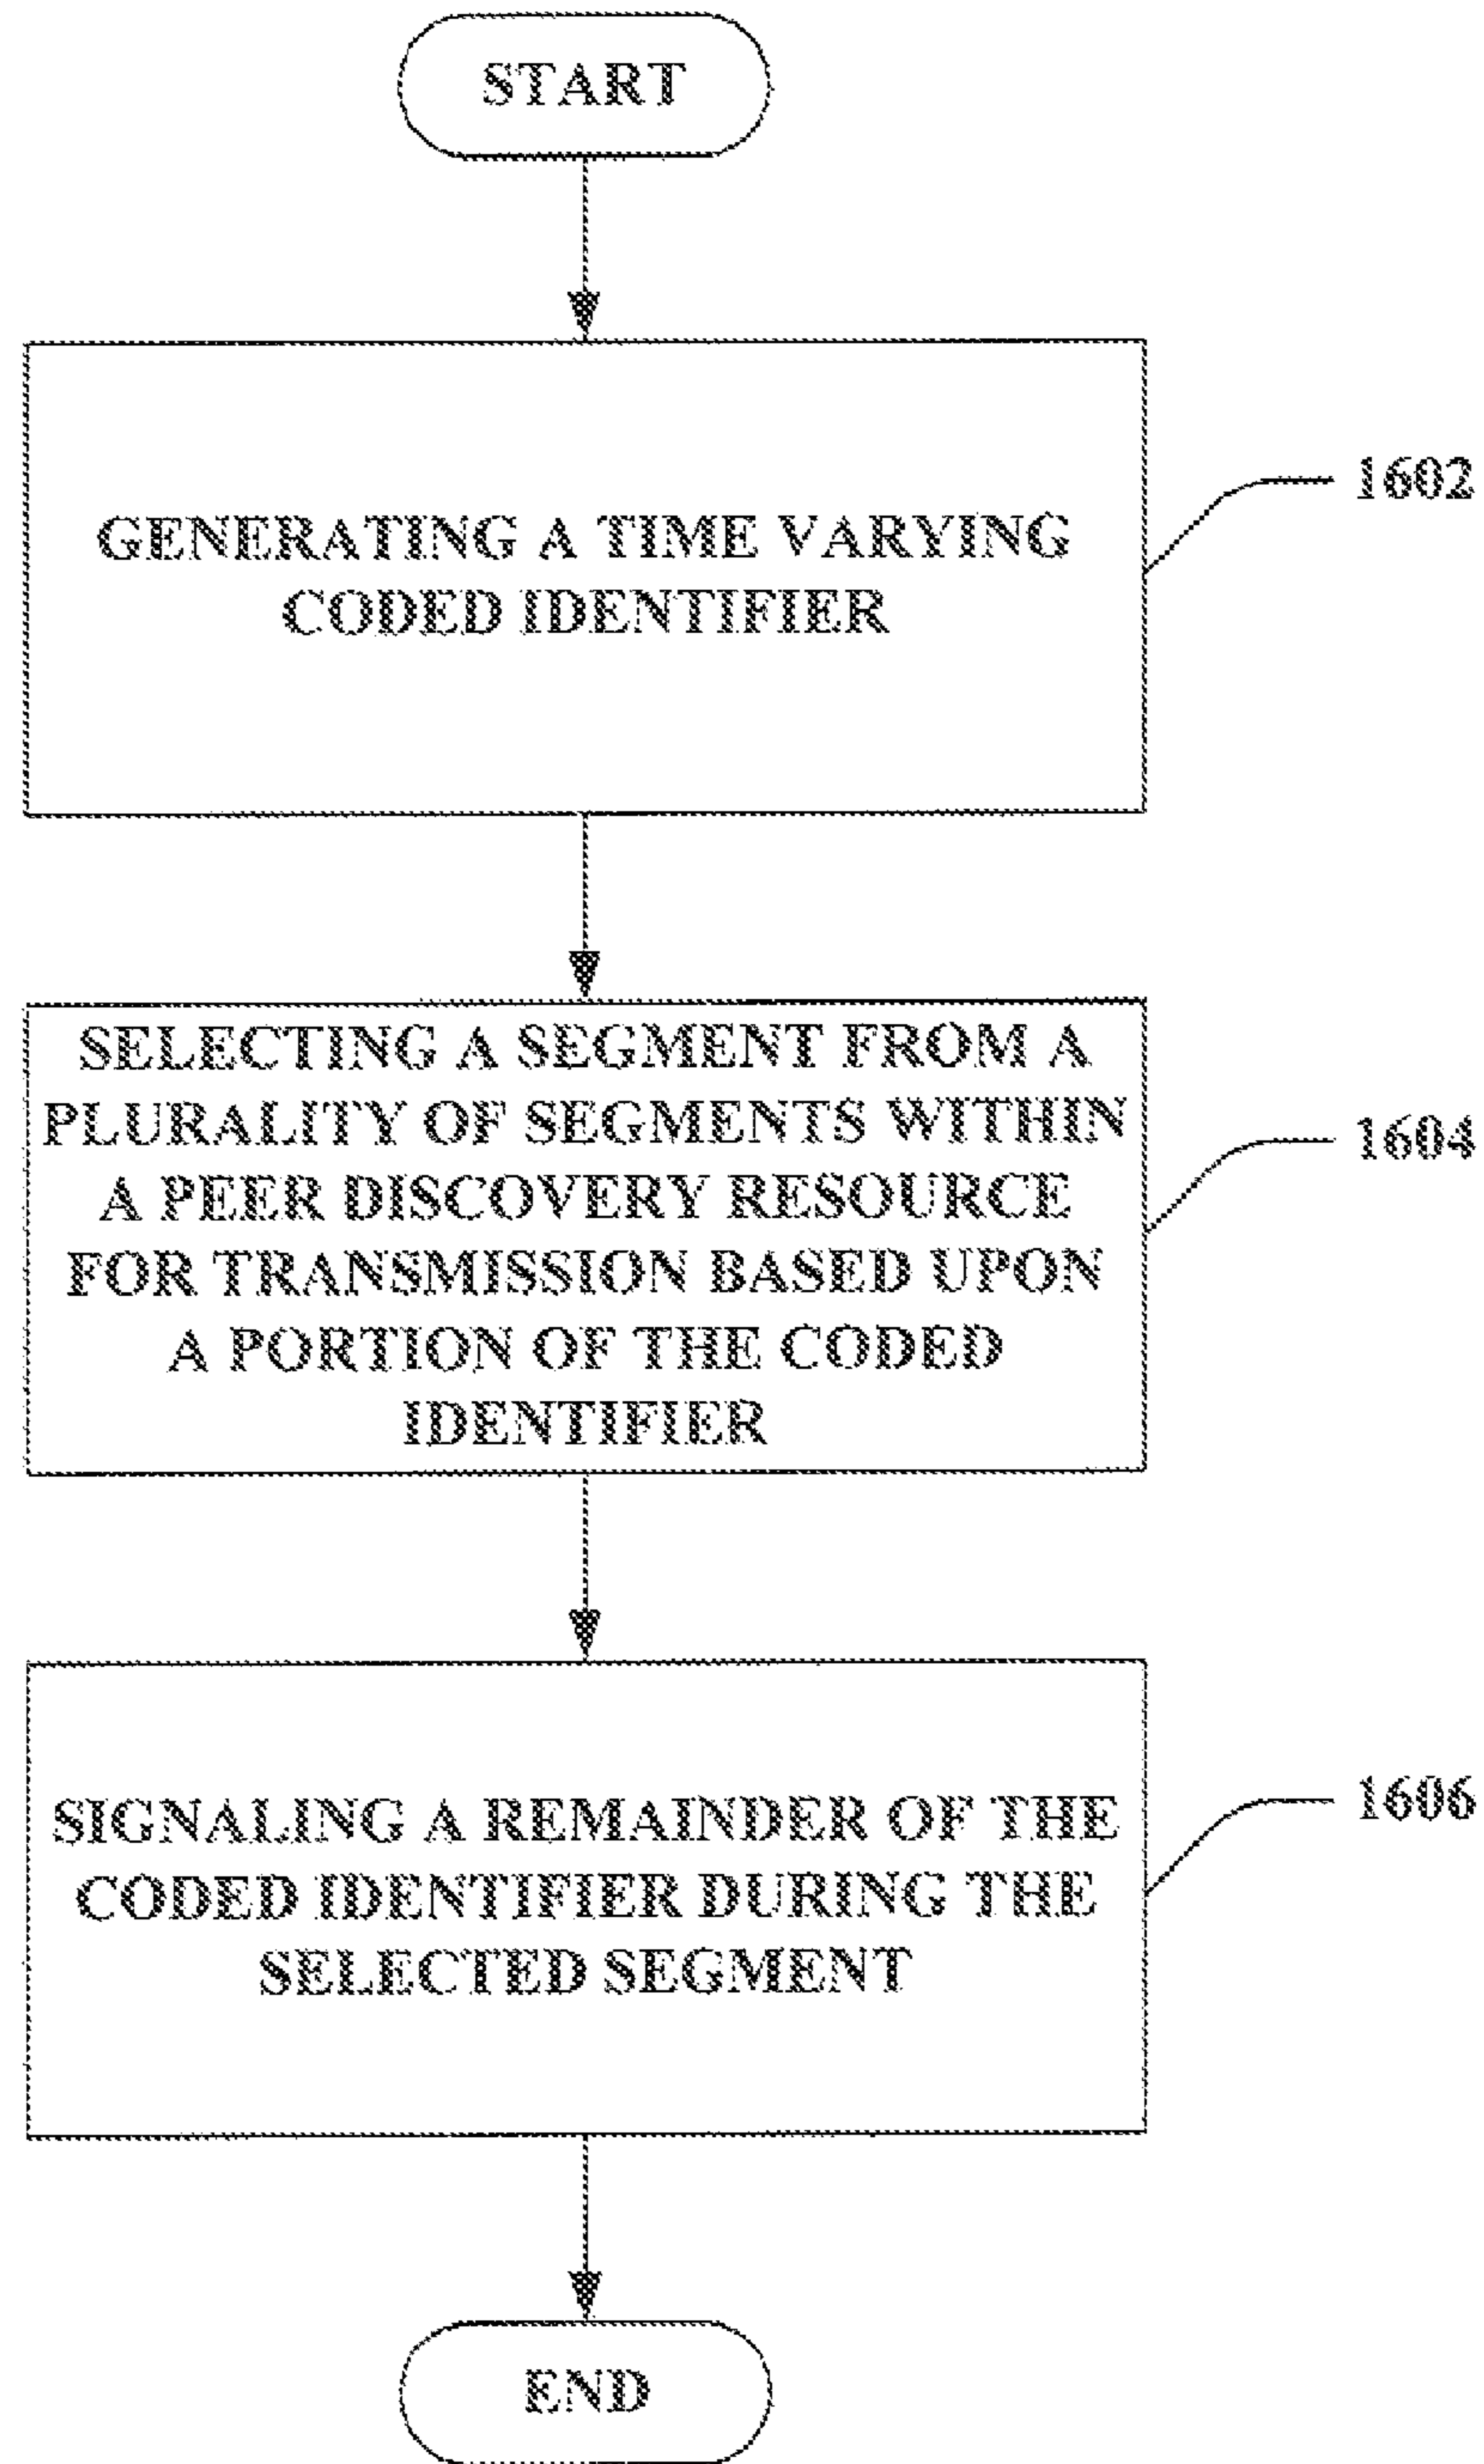 START
GENERATING A TIME VARYING
CODED IDENTIFIER
1602
SELECTING A SEGMENT FROM A
PLURALITY OF SEGMENTS WITHIN
A PEER DISCOVERY RESOURCE
FOR TRANSMISSION BASED UPON
A PORTION OF THE CODED
IDENTIFIER
1604
SIGNALING A REMAINDER OF THE
CODED IDENTIFIER DURING THE
SELECTED SEGMENT
1606
END